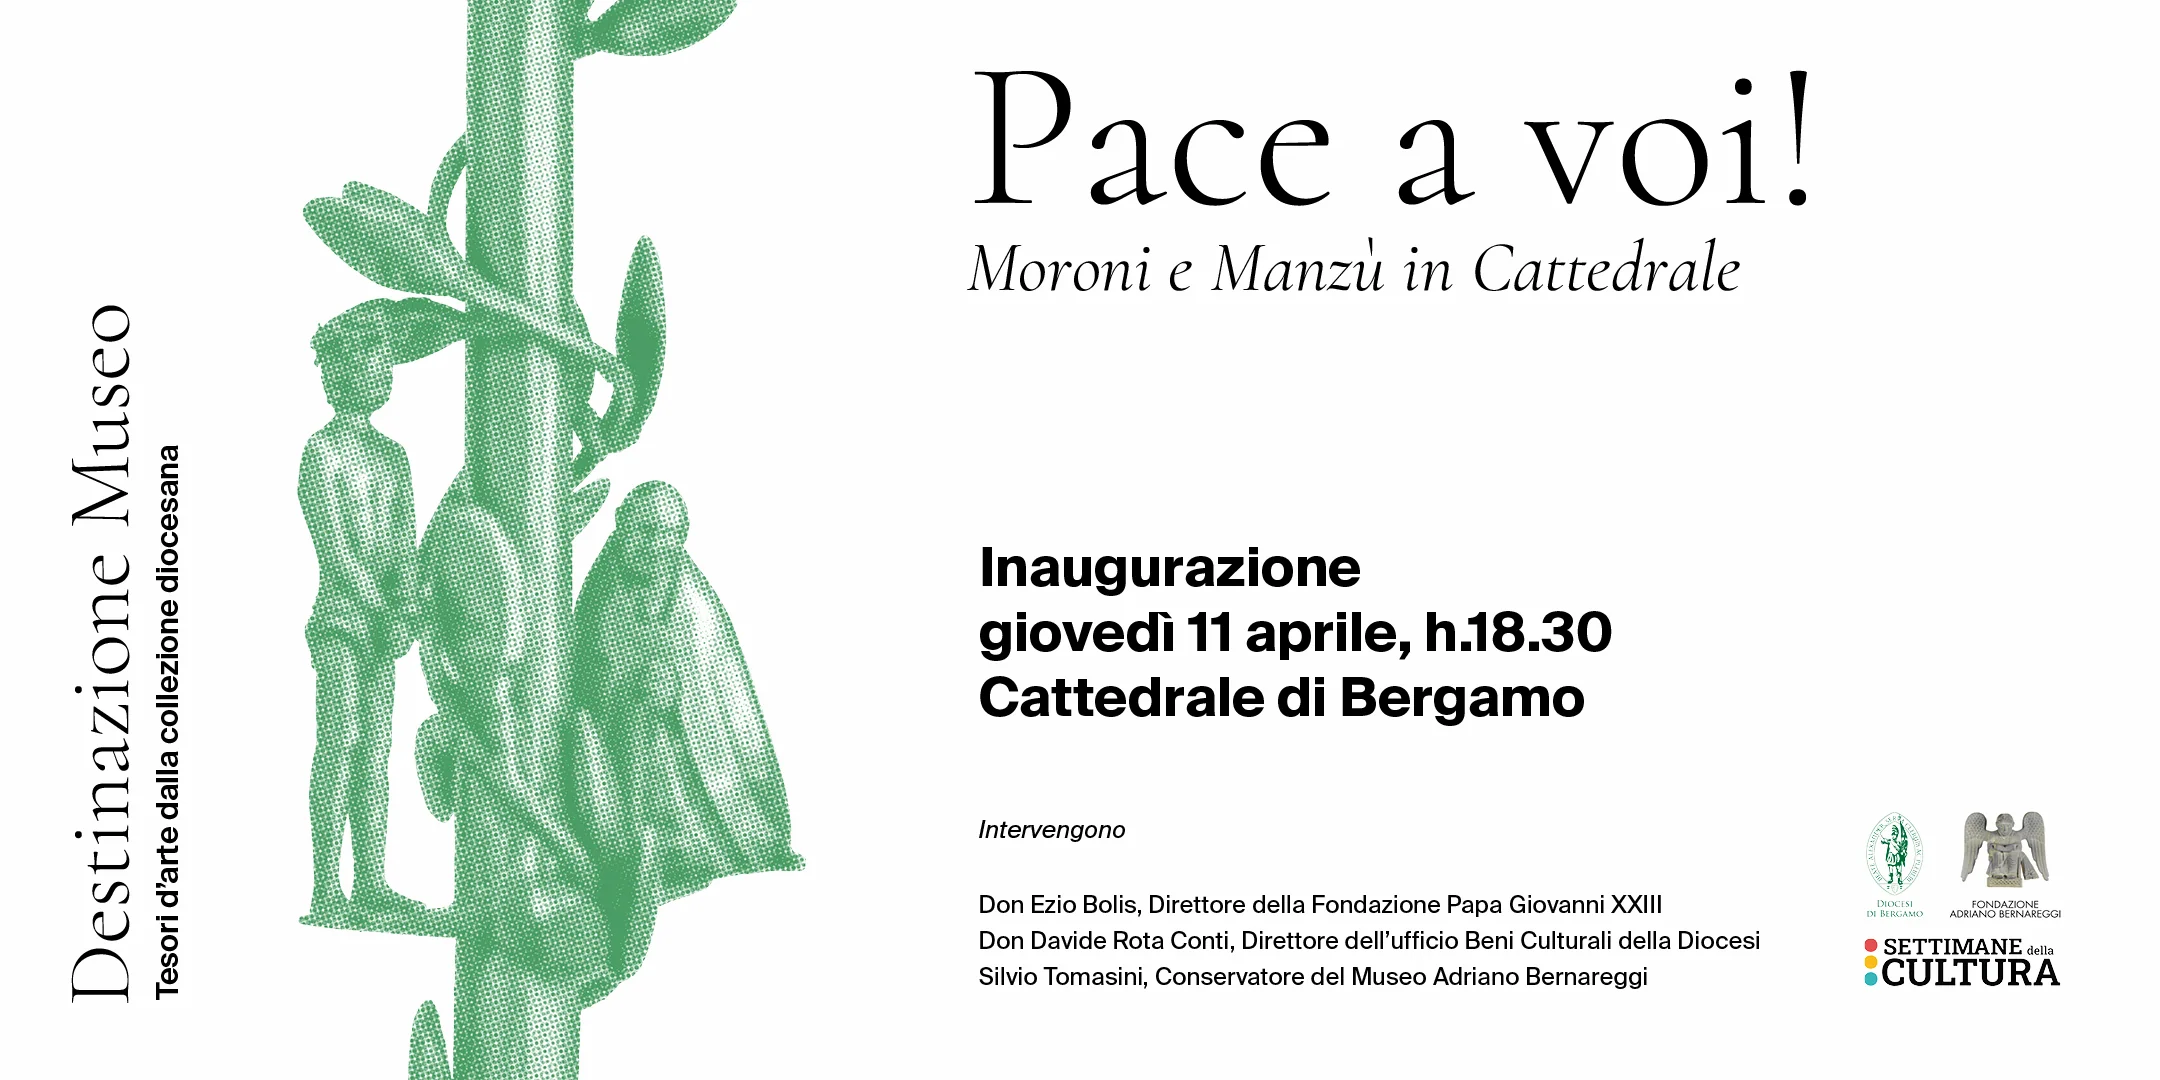 Destinazione Museo
Tesori d'arte dalla collezione diocesana
Pace a voi!
Moroni e Manzù in Cattedrale
Inaugurazione
giovedì 11 aprile, h.18.30
Cattedrale di Bergamo
Intervengono
Don Ezio Bolis, Direttore della Fondazione Papa Giovanni XXIII
Don Davide Rota Conti, Direttore dell'ufficio Beni Culturali della Diocesi
Silvio Tomasini, Conservatore del Museo Adriano Bernareggi
DIOCESI
DI BERGAMO
FONDAZIONE
ADRIANO BERNAREGGI
SETTIMANE della
CULTURA